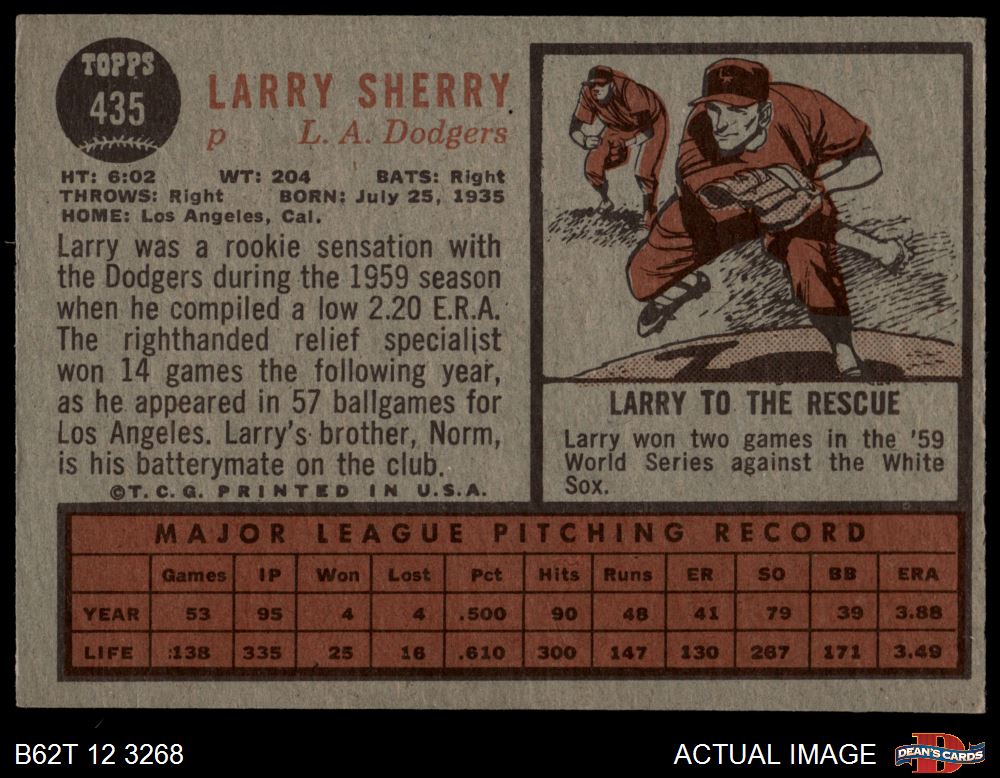 TOPPS
435
LARRY SHERRY
p L. A. Dodgers
HT: 6:02 WT: 204 BATS: Right
THROWS: Right BORN: July 25, 1935
HOME: Los Angeles, Cal.
Larry was a rookie sensation with
the Dodgers during the 1959 season
when he compiled a low 2.20 E.R.A.
The righthanded relief specialist
won 14 games the following year,
as he appeared in 57 ballgames for
Los Angeles. Larry's brother, Norm,
is his batterymate on the club.
©T. C. G. PRINTED IN U.S.A.
LARRY TO THE RESCUE
Larry won two games in the '59
World Series against the White
Sox.
MAJOR LEAGUE PITCHING RECORD
Games IP Won Lost Pct Hits Runs ER SO BB ERA
YEAR 53 95 4 4 .500 90 48 41 79 39 3.88
LIFE 138 335 25 16 .610 300 147 130 267 171 3.49
B62T 12 3268
ACTUAL IMAGE
DEAN'S CARDS